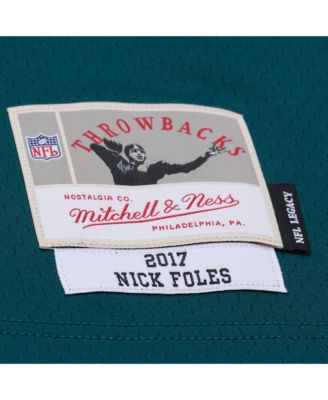 THROWBACKS
NFL
NOSTALGIA CO.
Mitchell & Ness
PHILADELPHIA, PA.
NFL LEGACY
2017
NICK FOLES